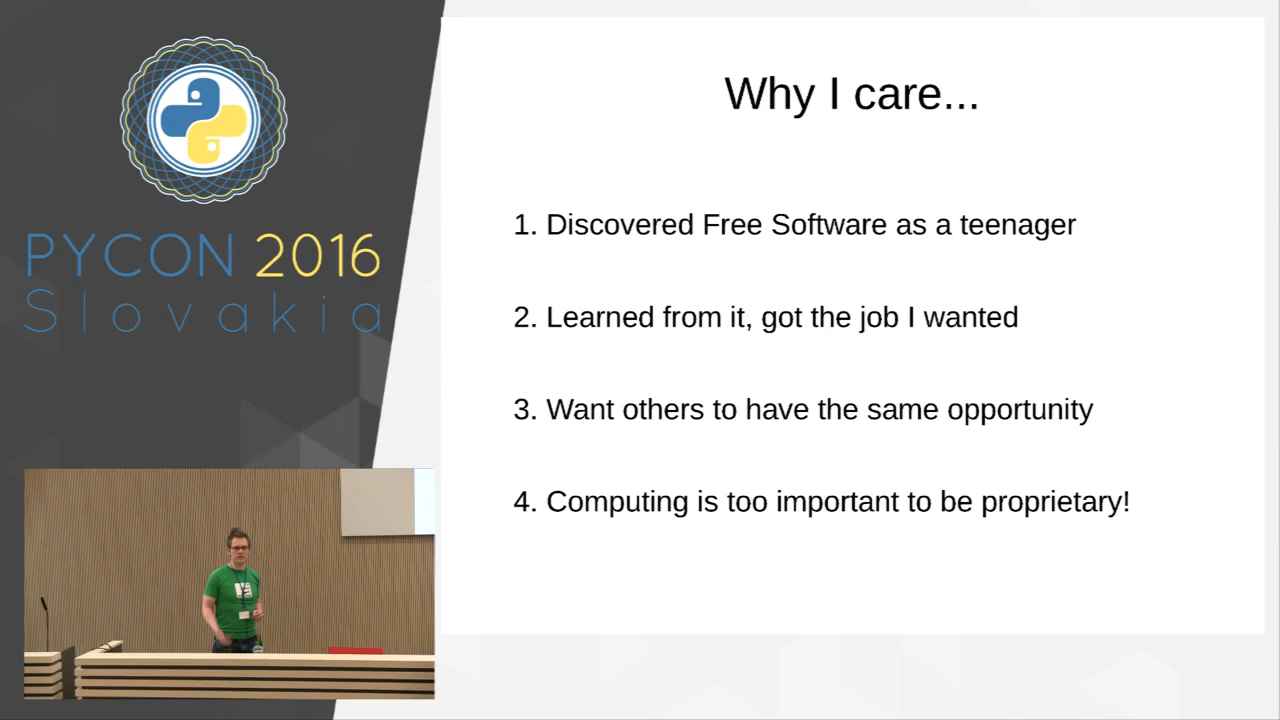 PYCON 2016
Slovakia
Why I care...
1. Discovered Free Software as a teenager
2. Learned from it, got the job I wanted
3. Want others to have the same opportunity
4. Computing is too important to be proprietary!